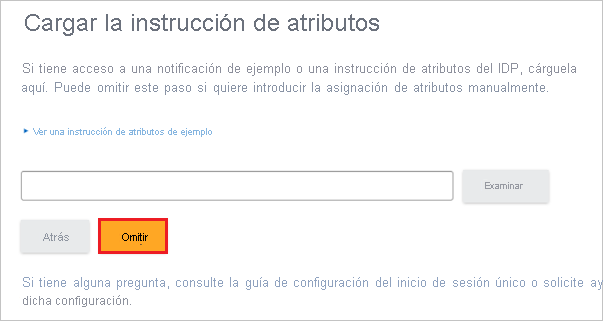 Cargar la instrucción de atributos
Si tiene acceso a una notificación de ejemplo o una instrucción de atributos del IDP, cárguela
aquí. Puede omitir este paso si quiere introducir la asignación de atributos manualmente.
Ver una instrucción de atributos de ejemplo
Examinar
Atrás Omitir
Si tiene alguna pregunta, consulte la guía de configuración del inicio de sesión único o solicite
dicha configuración.